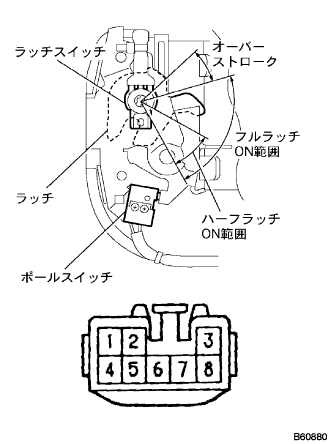 ラッチスイッチ
オーバー
ストローク
フルラッチ
ON範囲
ラッチ
ハーフラッチ
ON範囲
ポールスイッチ
1 2 3
4 5 6 7 8
B60880